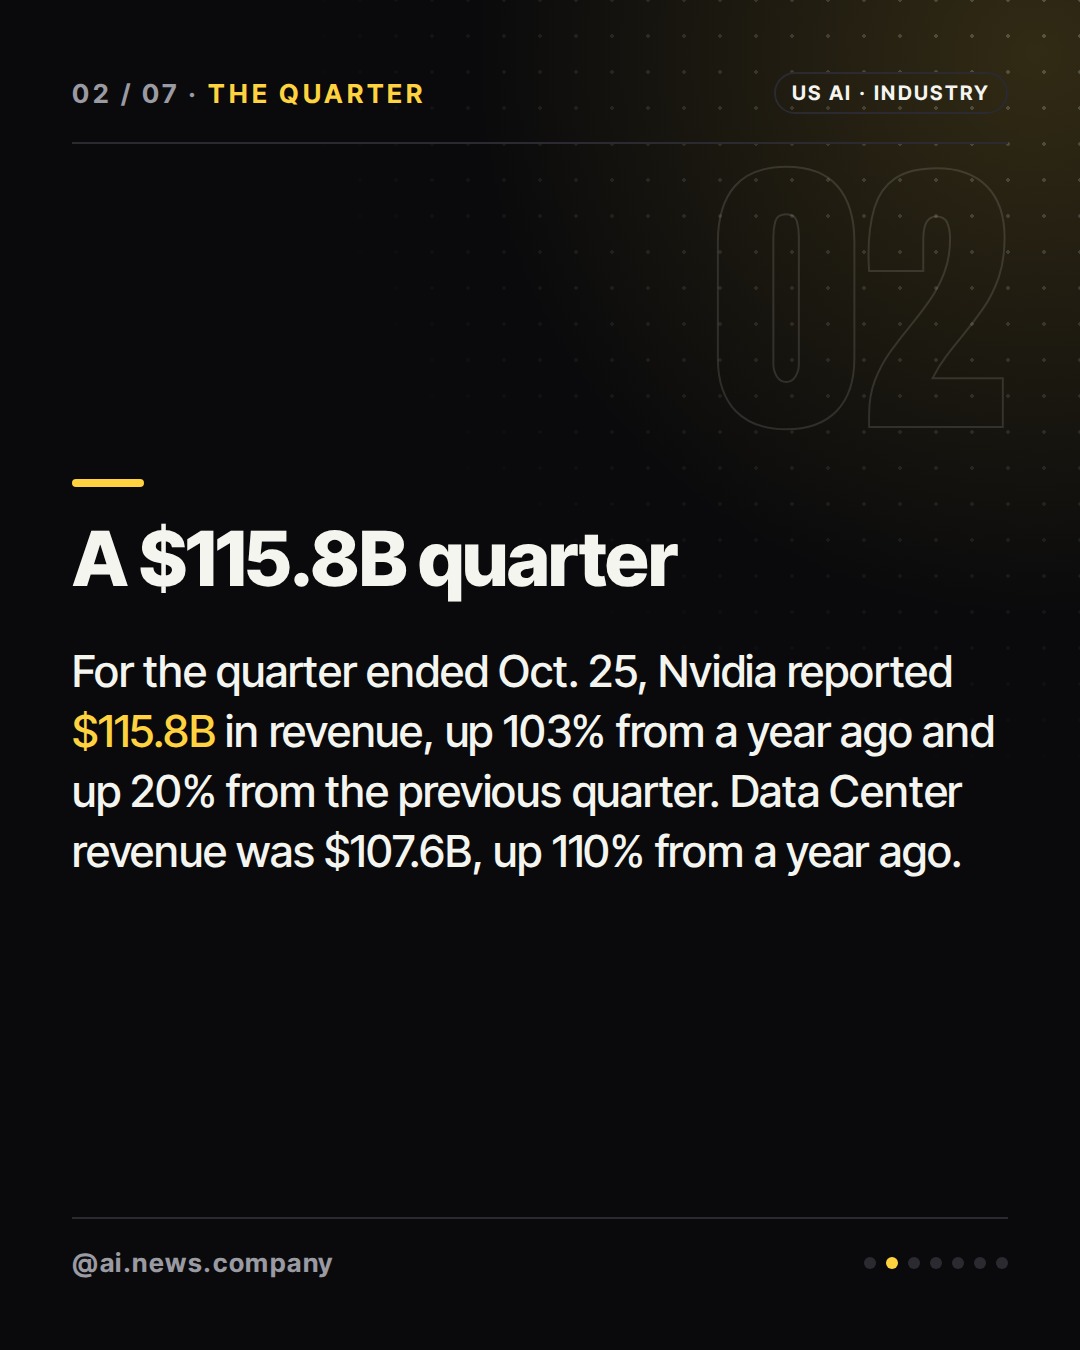 02 / 07 · THE QUARTER
US AI · INDUSTRY
02
A $115.8B quarter
For the quarter ended Oct. 25, Nvidia reported
$115.8B in revenue, up 103% from a year ago and
up 20% from the previous quarter. Data Center
revenue was $107.6B, up 110% from a year ago.
@ai.news.company